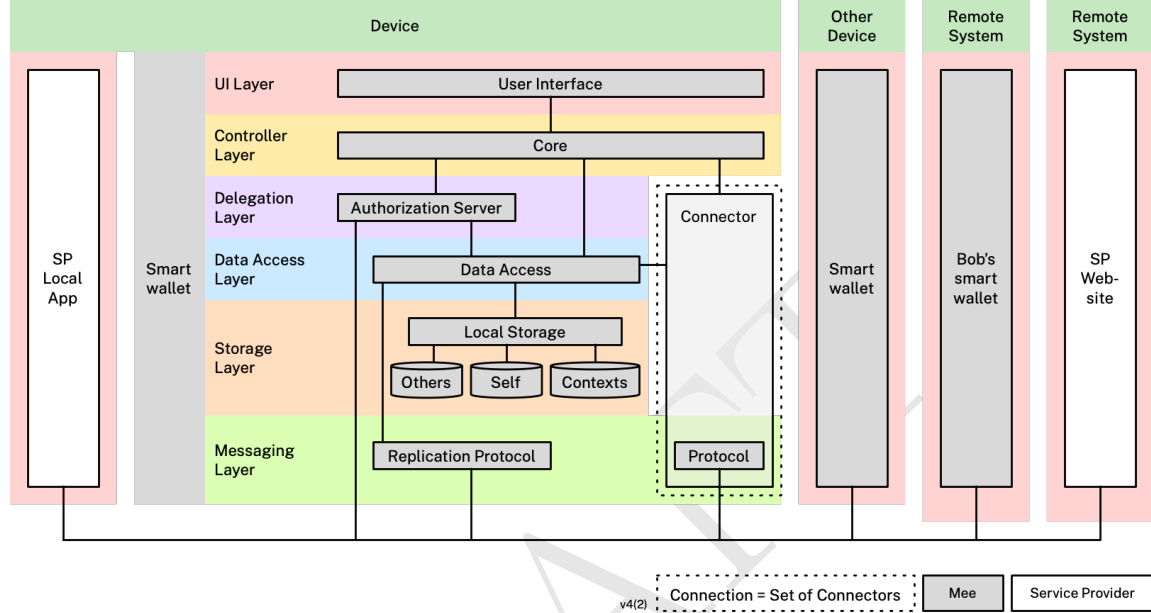 Device
Other
Device
Remote
System
Remote
System
UI Layer
User Interface
Controller
Layer
Core
Delegation
Layer
Authorization Server
Connector
SP
Local
App
Smart
wallet
Data Access
Layer
Data Access
Smart
wallet
Bob's
smart
wallet
SP
Web-
site
Storage
Layer
Local Storage
Others
Self
Contexts
Messaging
Layer
Replication Protocol
Protocol
v4(2)
Connection = Set of Connectors
Mee
Service Provider